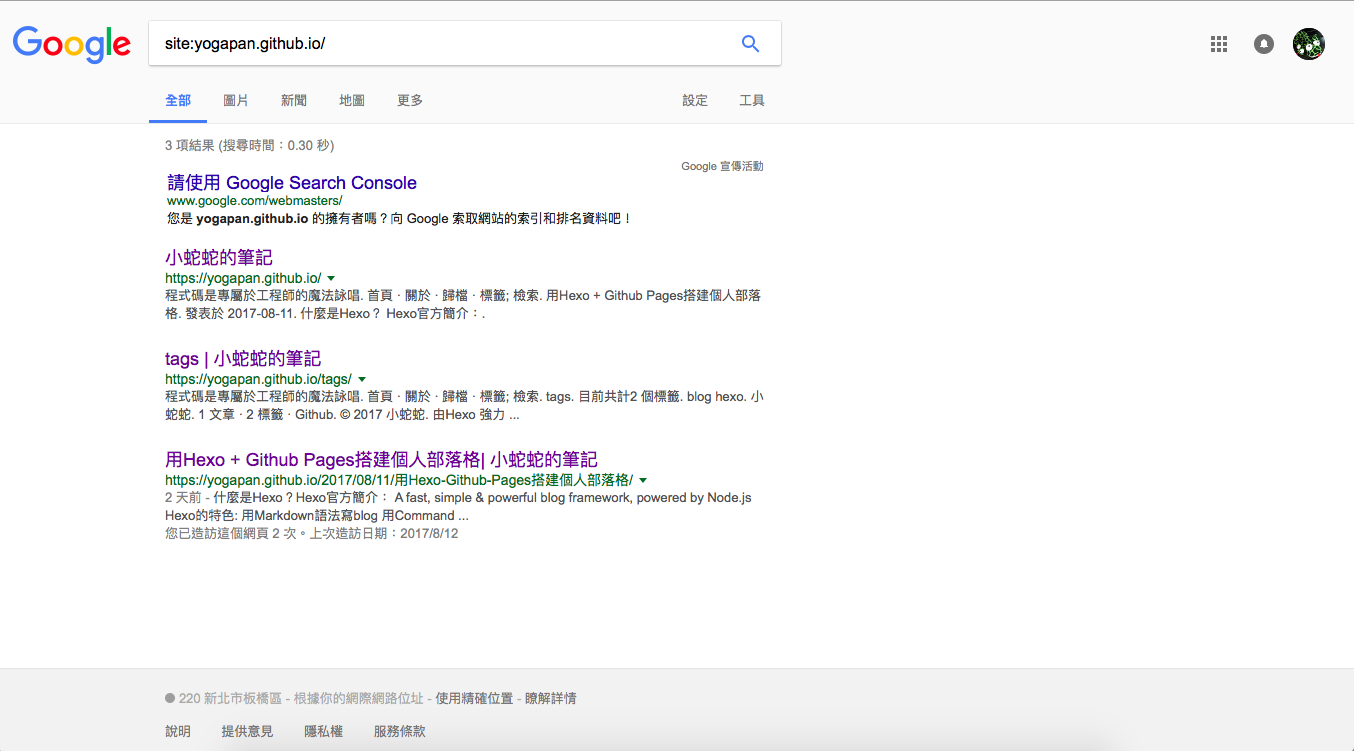 Google
site:yogapan.github.io/
全部 圖片 新聞 地圖 更多 設定 工具
3 項結果 (搜尋時間：0.30 秒)
Google 宣傳活動
請使用 Google Search Console
www.google.com/webmasters/
您是 yogapan.github.io 的擁有者嗎？向 Google 索取網站的索引和排名資料吧！
小蛇蛇的筆記
https://yogapan.github.io/
程式碼是專屬於工程師的魔法詠唱. 首頁 · 關於 · 歸檔 · 標籤; 檢索. 用Hexo + Github Pages搭建個人部落
格. 發表於 2017-08-11. 什麼是Hexo？ Hexo官方簡介：.
tags | 小蛇蛇的筆記
https://yogapan.github.io/tags/
程式碼是專屬於工程師的魔法詠唱. 首頁 · 關於 · 歸檔 · 標籤; 檢索. tags. 目前共計2 個標籤. blog hexo. 小
蛇蛇. 1 文章 · 2 標籤 · Github. © 2017 小蛇蛇. 由Hexo 強力 ...
用Hexo + Github Pages搭建個人部落格| 小蛇蛇的筆記
https://yogapan.github.io/2017/08/11/用Hexo-Github-Pages搭建個人部落格/
2 天前 - 什麼是Hexo？Hexo官方簡介： A fast, simple & powerful blog framework, powered by Node.js
Hexo的特色: 用Markdown語法寫blog 用Command ...
您已造訪這個網頁 2 次。上次造訪日期：2017/8/12
220 新北市板橋區 - 根據你的網際網路位址 - 使用精確位置 - 瞭解詳情
說明 提供意見 隱私權 服務條款